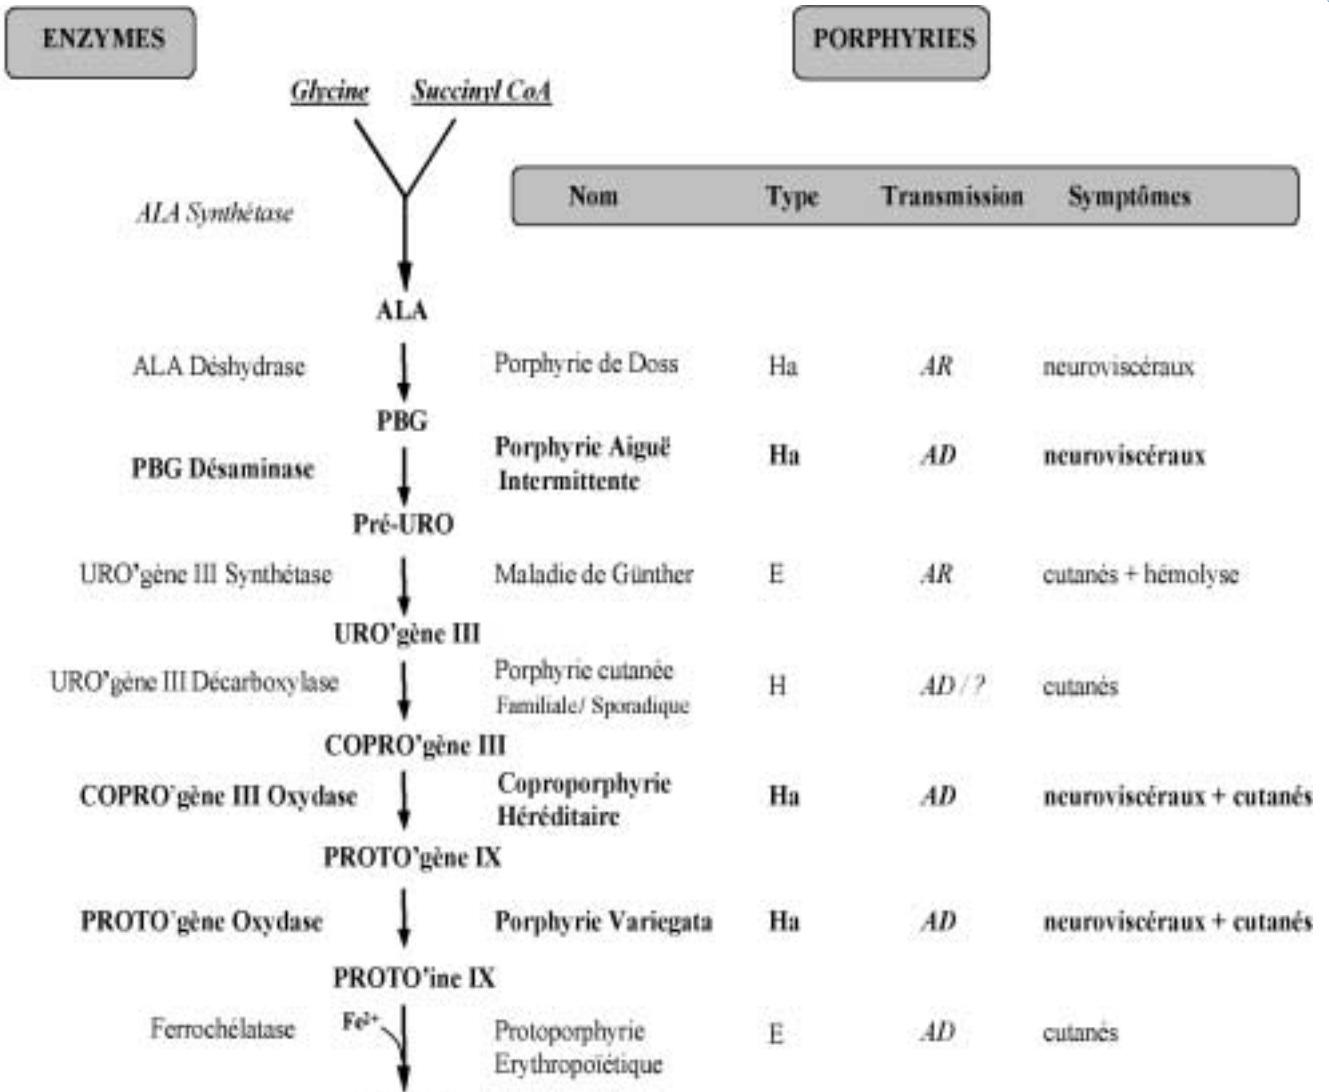 ENZYMES
PORPHYRIES
Glycine Succinyl CoA
Nom Type Transmission Symptômes
ALA Synthétase
ALA
ALA Déshydrase Porphyrie de Doss Ha AR neuroviscéraux
PBG
PBG Désaminase Porphyrie Aiguë Ha AD neuroviscéraux
Intermittente
Pré-URO
URO'gène III Synthétase Maladie de Günther E AR cutanés + hémolyse
URO'gène III
URO'gène III Décarboxylase Porphyrie cutanée H AD / ? cutanés
Familiale/ Sporadique
COPRO'gène III
COPRO'gène III Oxydase Coproporphyrie Ha AD neuroviscéraux + cutanés
Héréditaire
PROTO'gène IX
PROTO'gène Oxydase Porphyrie Variegata Ha AD neuroviscéraux + cutanés
PROTO'ine IX
Ferrochélatase Fe²⁺ Protoporphyrie E AD cutanés
Erythropoïétique